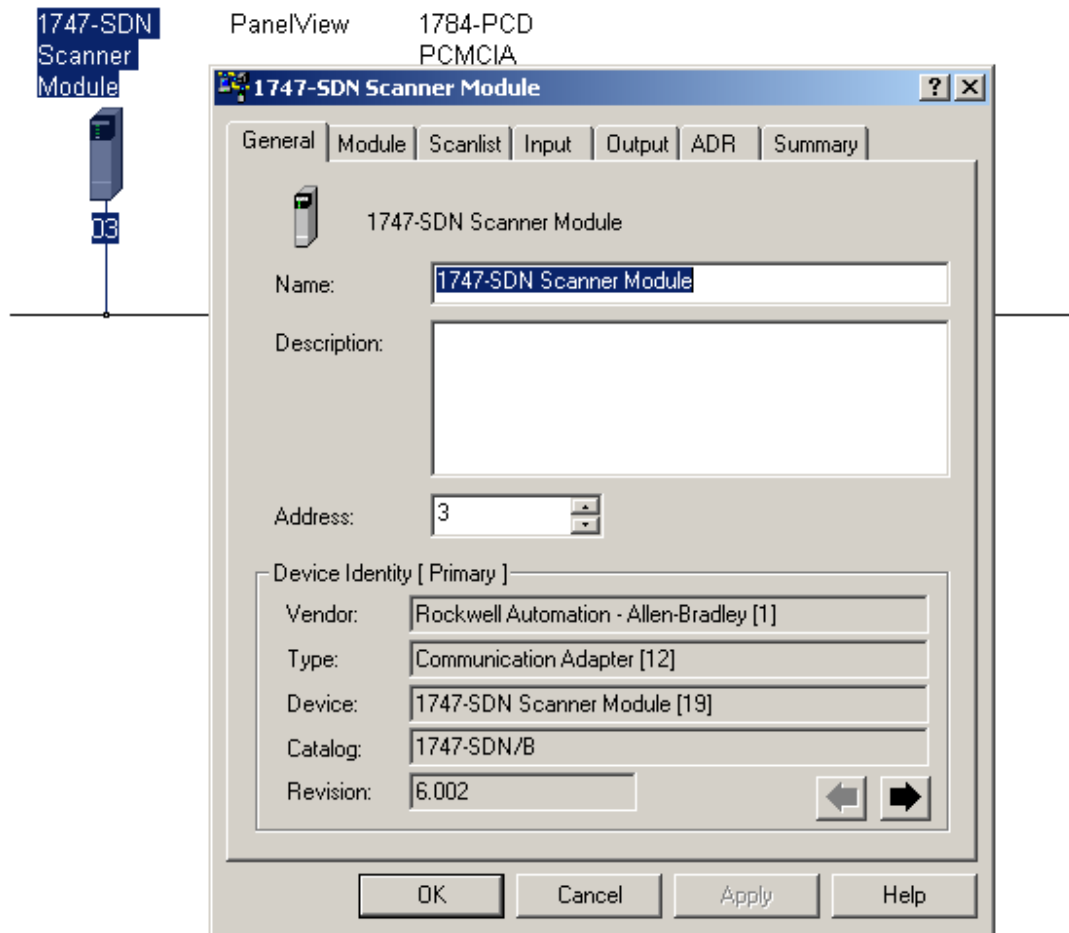 1747-SDN
Scanner
Module
PanelView
1784-PCD
PCMCIA
03
1747-SDN Scanner Module
General Module Scanlist Input Output ADR Summary
1747-SDN Scanner Module
Name: 1747-SDN Scanner Module
Description:
Address: 3
Device Identity [ Primary ]
Vendor: Rockwell Automation - Allen-Bradley [1]
Type: Communication Adapter [12]
Device: 1747-SDN Scanner Module [19]
Catalog: 1747-SDN/B
Revision: 6.002
OK Cancel Apply Help